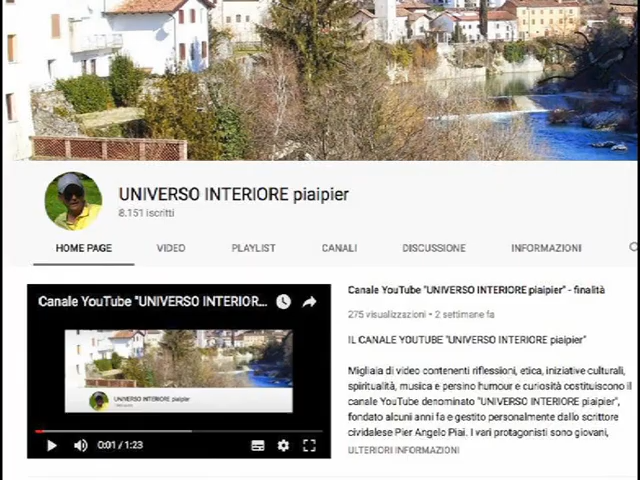 UNIVERSO INTERIORE piaipier
8.151 iscritti
HOME PAGE VIDEO PLAYLIST CANALI DISCUSSIONE INFORMAZIONI
Canale YouTube "UNIVERSO INTERIOR...
UNIVERSO INTERIORE piaipier
0:01 / 1:23
Canale YouTube "UNIVERSO INTERIORE piaipier" - finalità
275 visualizzazioni • 2 settimane fa
IL CANALE YOUTUBE "UNIVERSO INTERIORE piaipier"
Migliaia di video contenenti riflessioni, etica, iniziative culturali,
spiritualità, musica e persino humour e curiosità costituiscono il
canale YouTube denominato "UNIVERSO INTERIORE piaipier",
fondato alcuni anni fa e gestito personalmente dallo scrittore
cividalese Pier Angelo Piai. I vari protagonisti sono giovani,
ULTERIORI INFORMAZIONI